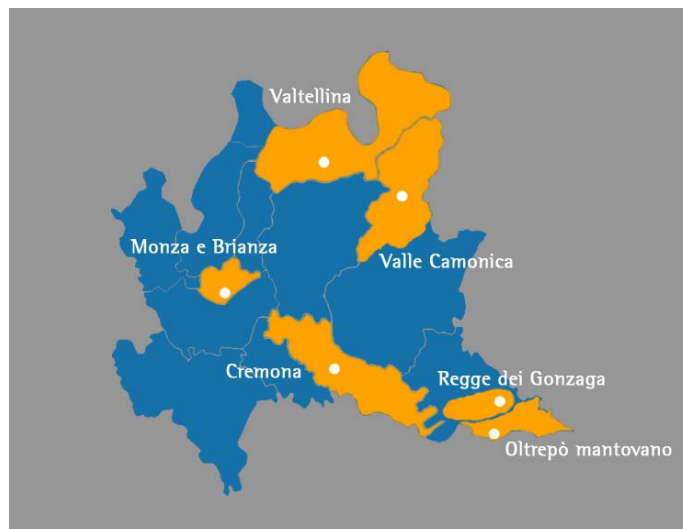 Valtellina
Monza e Brianza
Valle Camonica
Cremona
Regge dei Gonzaga
Oltrepò mantovano